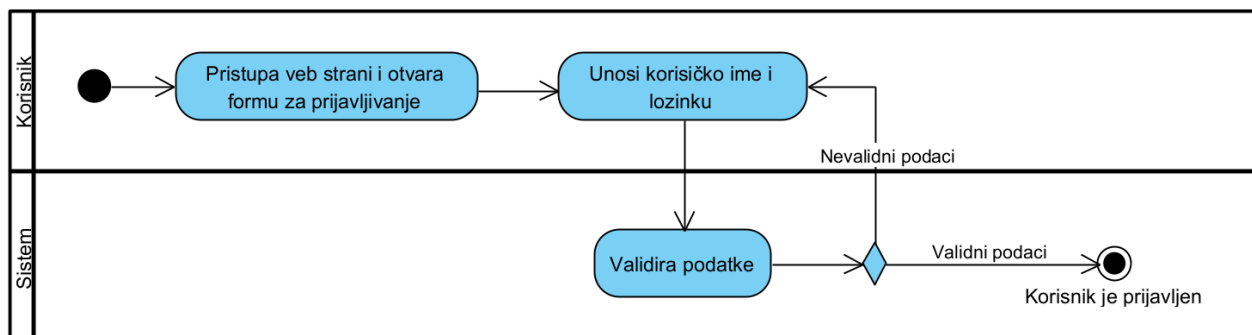 Korisnik
Pristupa veb strani i otvara
formu za prijavljivanje
Unosi korisičko ime i
lozinku
Nevalidni podaci
Sistem
Validira podatke
Validni podaci
Korisnik je prijavljen